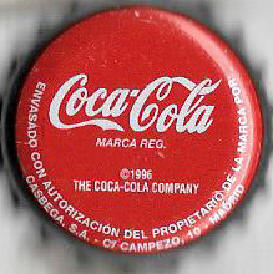 Coca-Cola
MARCA REG.
©1996
THE COCA-COLA COMPANY
ENVASADO CON AUTORIZACIÓN DEL PROPIETARIO DE LA MARCA POR
CASBEGA, S.A. - C/ CAMPEZO, 10 - MADRID